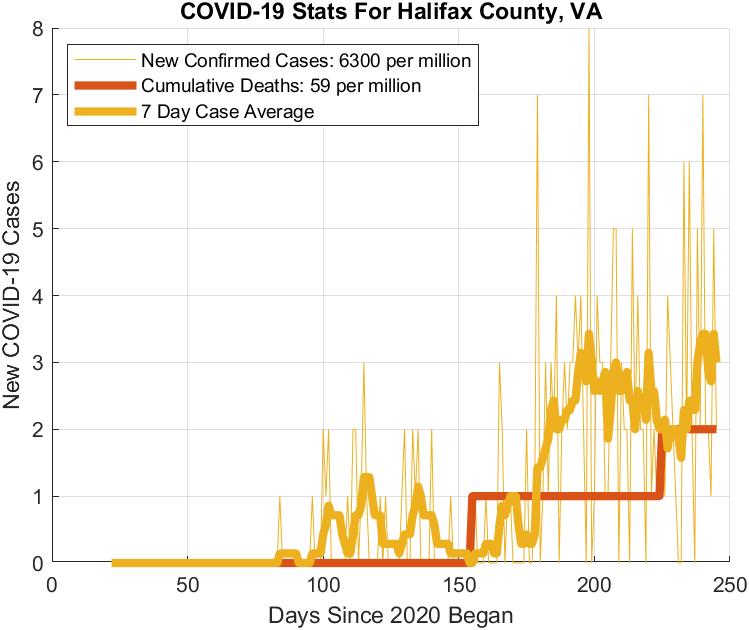 COVID-19 Stats For Halifax County, VA
New Confirmed Cases: 6300 per million
Cumulative Deaths: 59 per million
7 Day Case Average
New COVID-19 Cases
8
7
6
5
4
3
2
1
0
0 50 100 150 200 250
Days Since 2020 Began